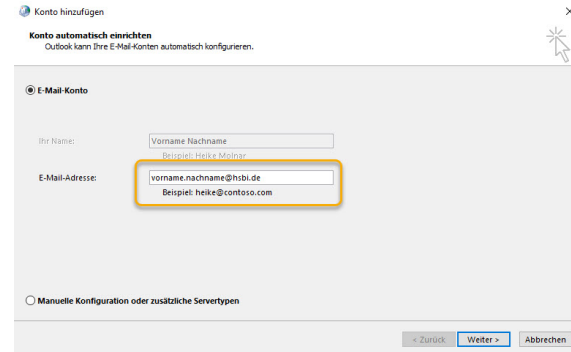 Konto hinzufügen
Konto automatisch einrichten
Outlook kann Ihre E-Mail-Konten automatisch konfigurieren.
E-Mail-Konto
Ihr Name:
Vorname Nachname
Beispiel: Heike Molnar
E-Mail-Adresse:
vorname.nachname@hsbi.de
Beispiel: heike@contoso.com
Manuelle Konfiguration oder zusätzliche Servertypen
< Zurück
Weiter >
Abbrechen